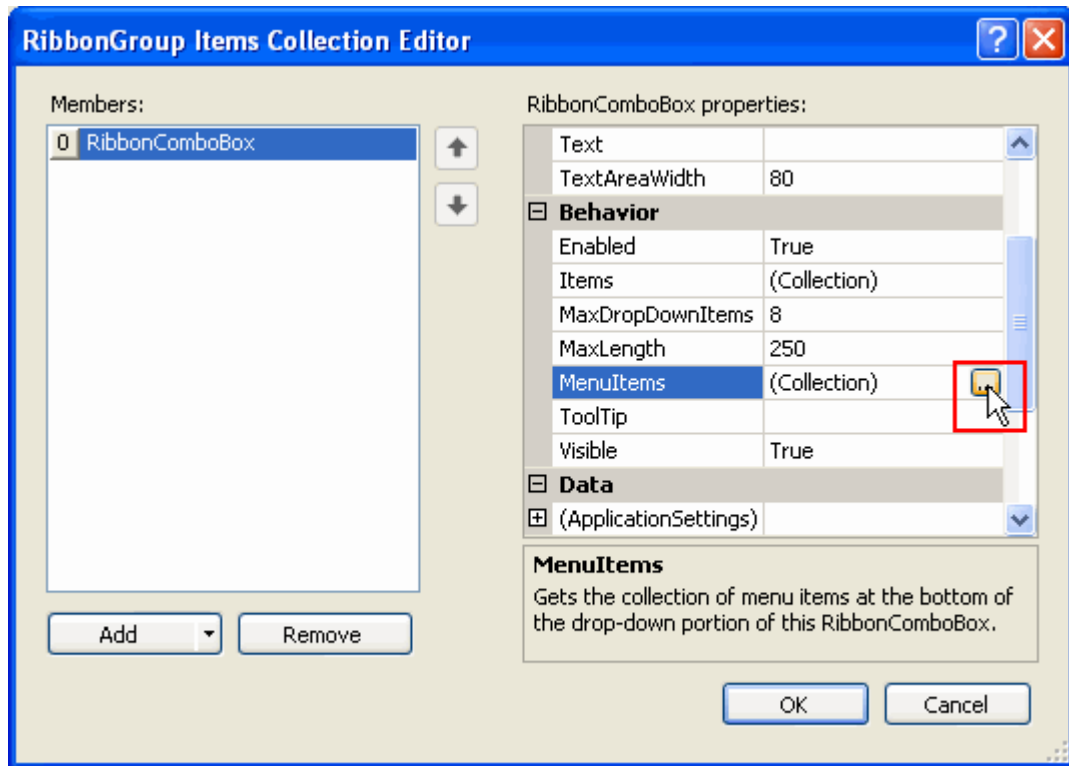 RibbonGroup Items Collection Editor
Members:
0 RibbonComboBox
Add
Remove
RibbonComboBox properties:
Text
TextAreaWidth 80
Behavior
Enabled True
Items (Collection)
MaxDropDownItems 8
MaxLength 250
MenuItems (Collection) ...
ToolTip
Visible True
Data
(ApplicationSettings)
MenuItems
Gets the collection of menu items at the bottom of
the drop-down portion of this RibbonComboBox.
OK
Cancel